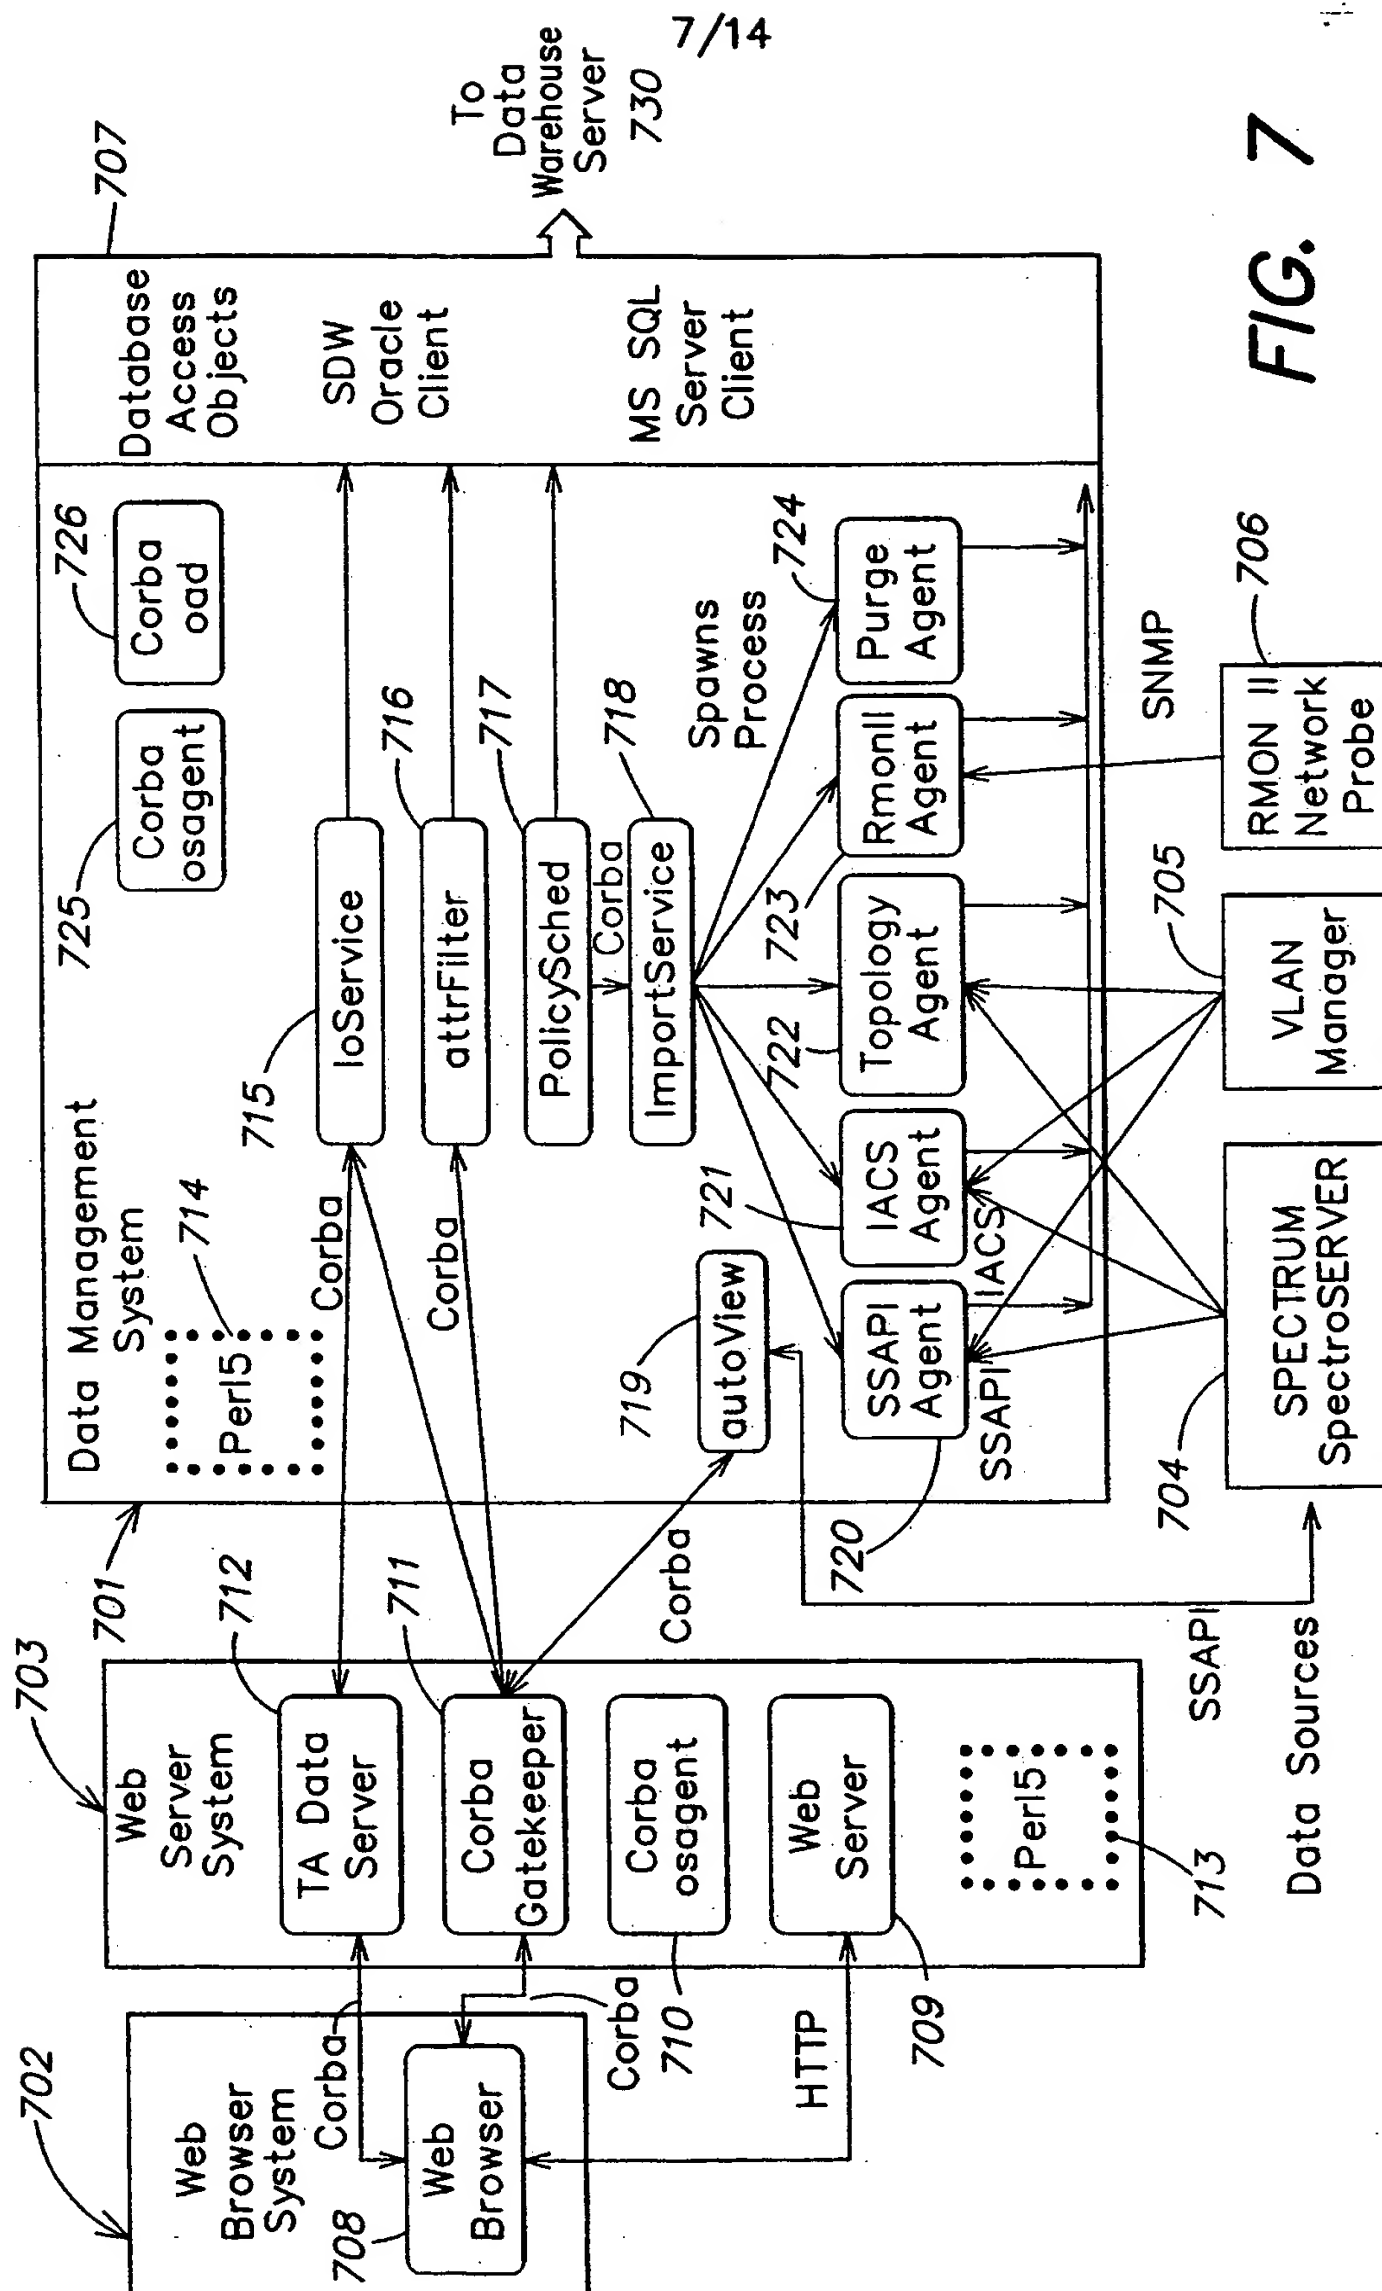 7/14
702
Web
Browser
System
708
Web
Browser
Corba
Corba
HTTP
703
Web
Server
System
712
TA Data
Server
711
Corba
Gatekeeper
710
Corba
osagent
709
Web
Server
Perl5
713
701
Data Management
System
714
Perl5
Corba
Corba
Corba
725
Corba
osagent
726
Corba
oad
715
IoService
716
attrFilter
717
PolicySched
Corba
718
ImportService
Spawns
Process
719
autoView
720
SSAPI
Agent
SSAPI
721
IACS
Agent
IACS
722
Topology
Agent
723
RmonII
Agent
724
Purge
Agent
707
Database
Access
Objects
SDW
Oracle
Client
MS SQL
Server
Client
To
Data
Warehouse
Server
730
SSAPI
Data Sources
704
SPECTRUM
SpectroSERVER
705
VLAN
Manager
SNMP
706
RMON II
Network
Probe
FIG. 7